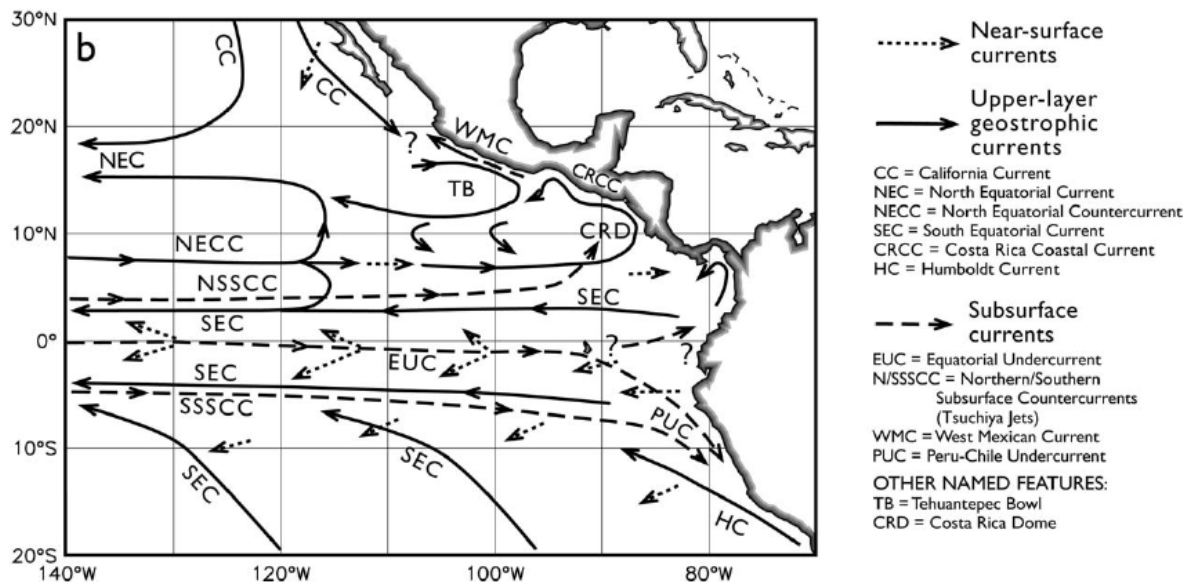 b
30°N
20°N
10°N
0°
10°S
20°S
140°W
120°W
100°W
80°W
CC
CC
?
WMC
NEC
TB
CRCC
NECC
CRD
NSSCC
SEC
SEC
?
?
EUC
SEC
SSSCC
PUC
SEC
SEC
HC
Near-surface
currents
Upper-layer
geostrophic
currents
CC = California Current
NEC = North Equatorial Current
NECC = North Equatorial Countercurrent
SEC = South Equatorial Current
CRCC = Costa Rica Coastal Current
HC = Humboldt Current
Subsurface
currents
EUC = Equatorial Undercurrent
N/SSSCC = Northern/Southern
Subsurface Countercurrents
(Tsuchiya Jets)
WMC = West Mexican Current
PUC = Peru-Chile Undercurrent
OTHER NAMED FEATURES:
TB = Tehuantepec Bowl
CRD = Costa Rica Dome